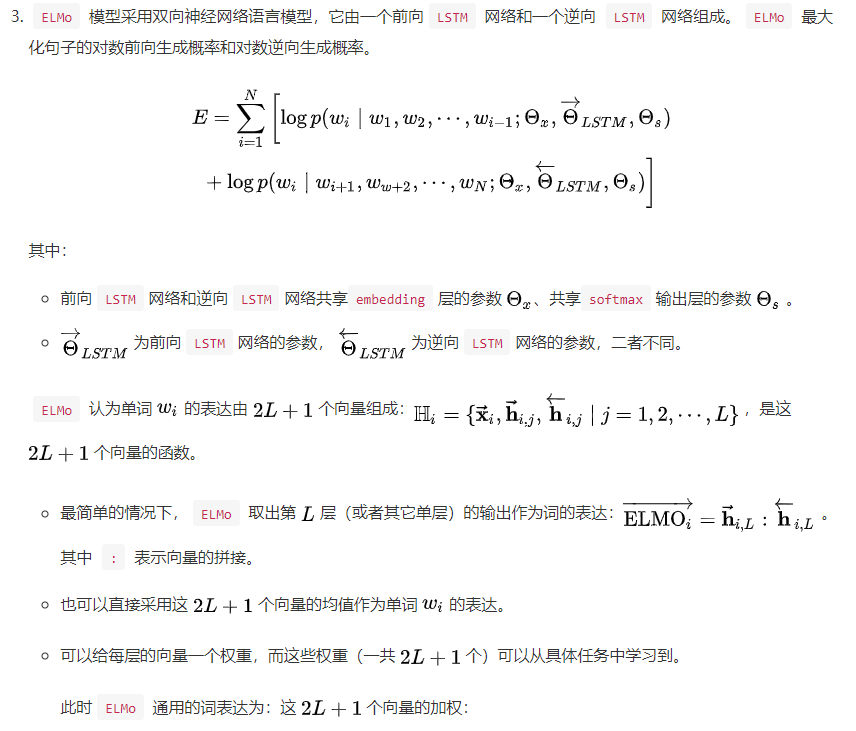 3. ELMo 模型采用双向神经网络语言模型，它由一个前向 LSTM 网络和一个逆向 LSTM 网络组成。 ELMo 最大
化句子的对数前向生成概率和对数逆向生成概率。
$E = \sum_{i=1}^{N} \left[ \log p(w_i \mid w_1, w_2, \cdots, w_{i-1}; \Theta_x, \overrightarrow{\Theta}_{LSTM}, \Theta_s) \right.$
$\left. + \log p(w_i \mid w_{i+1}, w_{w+2}, \cdots, w_N; \Theta_x, \overleftarrow{\Theta}_{LSTM}, \Theta_s) \right]$
其中：
○ 前向 LSTM 网络和逆向 LSTM 网络共享 embedding 层的参数 $\Theta_x$、共享 softmax 输出层的参数 $\Theta_s$ 。
○ $\overrightarrow{\Theta}_{LSTM}$ 为前向 LSTM 网络的参数， $\overleftarrow{\Theta}_{LSTM}$ 为逆向 LSTM 网络的参数，二者不同。
ELMo 认为单词 $w_i$ 的表达由 $2L+1$ 个向量组成：$\mathbb{H}_i = \{\vec{\mathbf{x}}_i, \vec{\mathbf{h}}_{i,j}, \overleftarrow{\mathbf{h}}_{i,j} \mid j = 1, 2, \cdots, L\}$ ，是这
$2L+1$ 个向量的函数。
○ 最简单的情况下， ELMo 取出第 $L$ 层（或者其它单层）的输出作为词的表达：$\overrightarrow{\text{ELMO}_i} = \vec{\mathbf{h}}_{i,L} : \overleftarrow{\mathbf{h}}_{i,L}$ 。
其中 : 表示向量的拼接。
○ 也可以直接采用这 $2L+1$ 个向量的均值作为单词 $w_i$ 的表达。
○ 可以给每层的向量一个权重，而这些权重（一共 $2L+1$ 个）可以从具体任务中学习到。
此时 ELMo 通用的词表达为：这 $2L+1$ 个向量的加权：